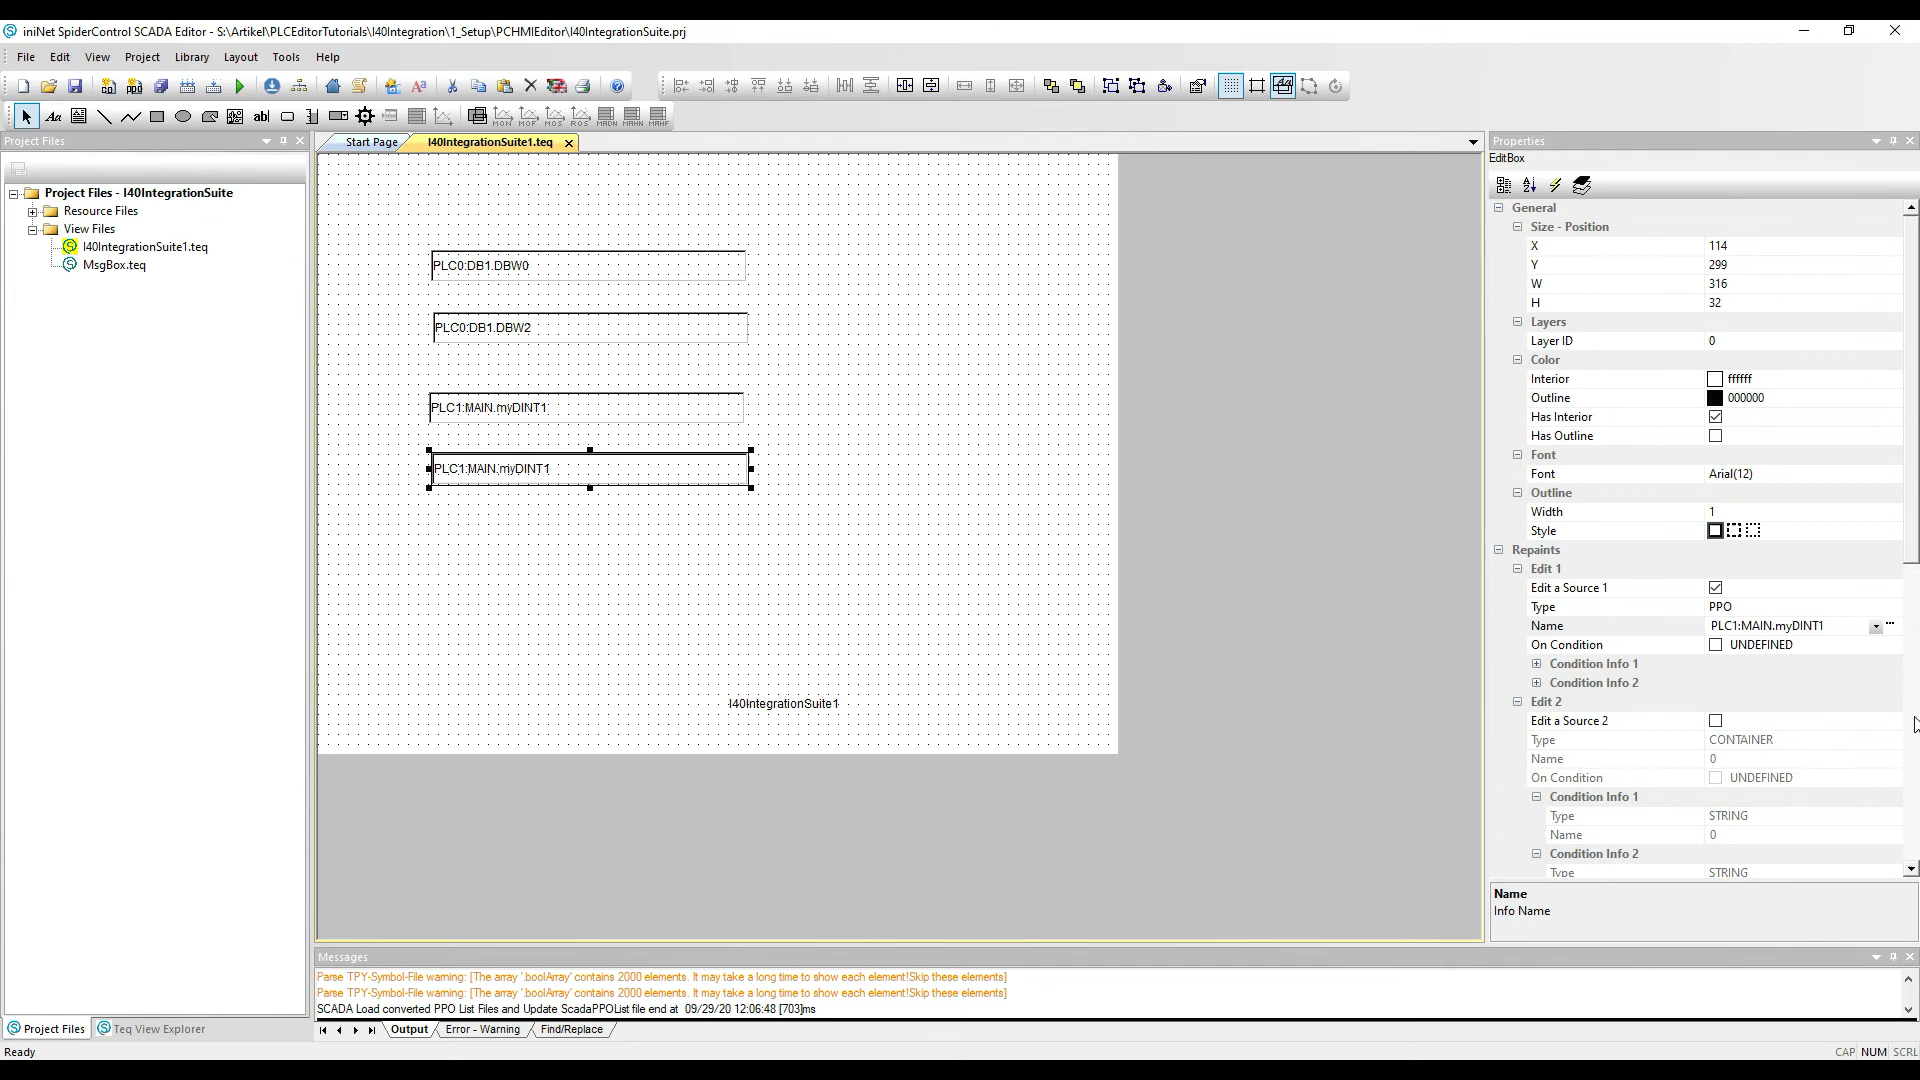 iniNet SpiderControl SCADA Editor - S:\Artikel\PLCEditorTutorials\I40Integration\1_Setup\PCHMIEditor\I40IntegrationSuite.prj
File Edit View Project Library Layout Tools Help
Project Files
Project Files - I40IntegrationSuite
Resource Files
View Files
I40IntegrationSuite1.teq
MsgBox.teq
Project Files Teq View Explorer
Start Page I40IntegrationSuite1.teq
PLC0:DB1.DBW0
PLC0:DB1.DBW2
PLC1:MAIN.myDINT1
PLC1:MAIN.myDINT1
I40IntegrationSuite1
Properties
EditBox
General
Size - Position
X 114
Y 299
W 316
H 32
Layers
Layer ID 0
Color
Interior ffffff
Outline 000000
Has Interior
Has Outline
Font
Font Arial(12)
Outline
Width 1
Style
Repaints
Edit 1
Edit a Source 1
Type PPO
Name PLC1:MAIN.myDINT1
On Condition UNDEFINED
Condition Info 1
Condition Info 2
Edit 2
Edit a Source 2
Type CONTAINER
Name 0
On Condition UNDEFINED
Condition Info 1
Type STRING
Name 0
Condition Info 2
Type STRING
Name
Info Name
Messages
Parse TPY-Symbol-File warning: [The array '.boolArray' contains 2000 elements. It may take a long time to show each element!Skip these elements]
Parse TPY-Symbol-File warning: [The array '.boolArray' contains 2000 elements. It may take a long time to show each element!Skip these elements]
SCADA Load converted PPO List Files and Update ScadaPPOList file end at 09/29/20 12:06:48 [703]ms
Output Error - Warning Find/Replace
Ready
CAP NUM SCRL